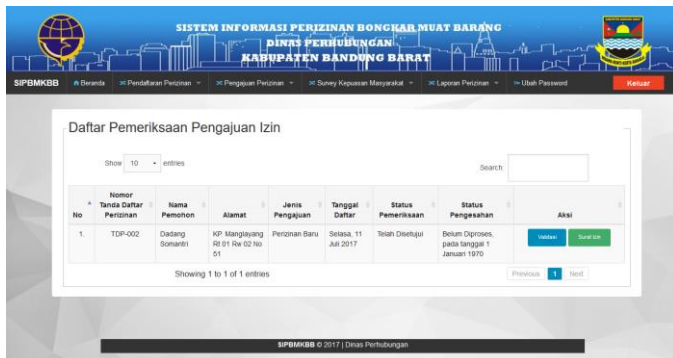 SISTEM INFORMASI PERIZINAN BONGKAR MUAT BARANG
DINAS PERHUBUNGAN
KABUPATEN BANDUNG BARAT
SIPBMKBB Beranda Pendaftaran Perizinan Pengajuan Perizinan Survey Kepuasan Masyarakat Laporan Perizinan Ubah Password Keluar
Daftar Pemeriksaan Pengajuan Izin
Show 10 entries Search:
No Nomor Tanda Daftar Perizinan Nama Pemohon Alamat Jenis Pengajuan Tanggal Daftar Status Pemeriksaan Status Pengesahan Aksi
1. TDP-002 Dadang Somantri KP. Manglayang Rt 01 Rw 02 No 51 Perizinan Baru Selasa, 11 Juli 2017 Telah Disetujui Belum Diproses, pada tanggal 1 Januari 1970 Validasi Surat Izin
Showing 1 to 1 of 1 entries Previous 1 Next
SIPBMKBB © 2017 | Dinas Perhubungan